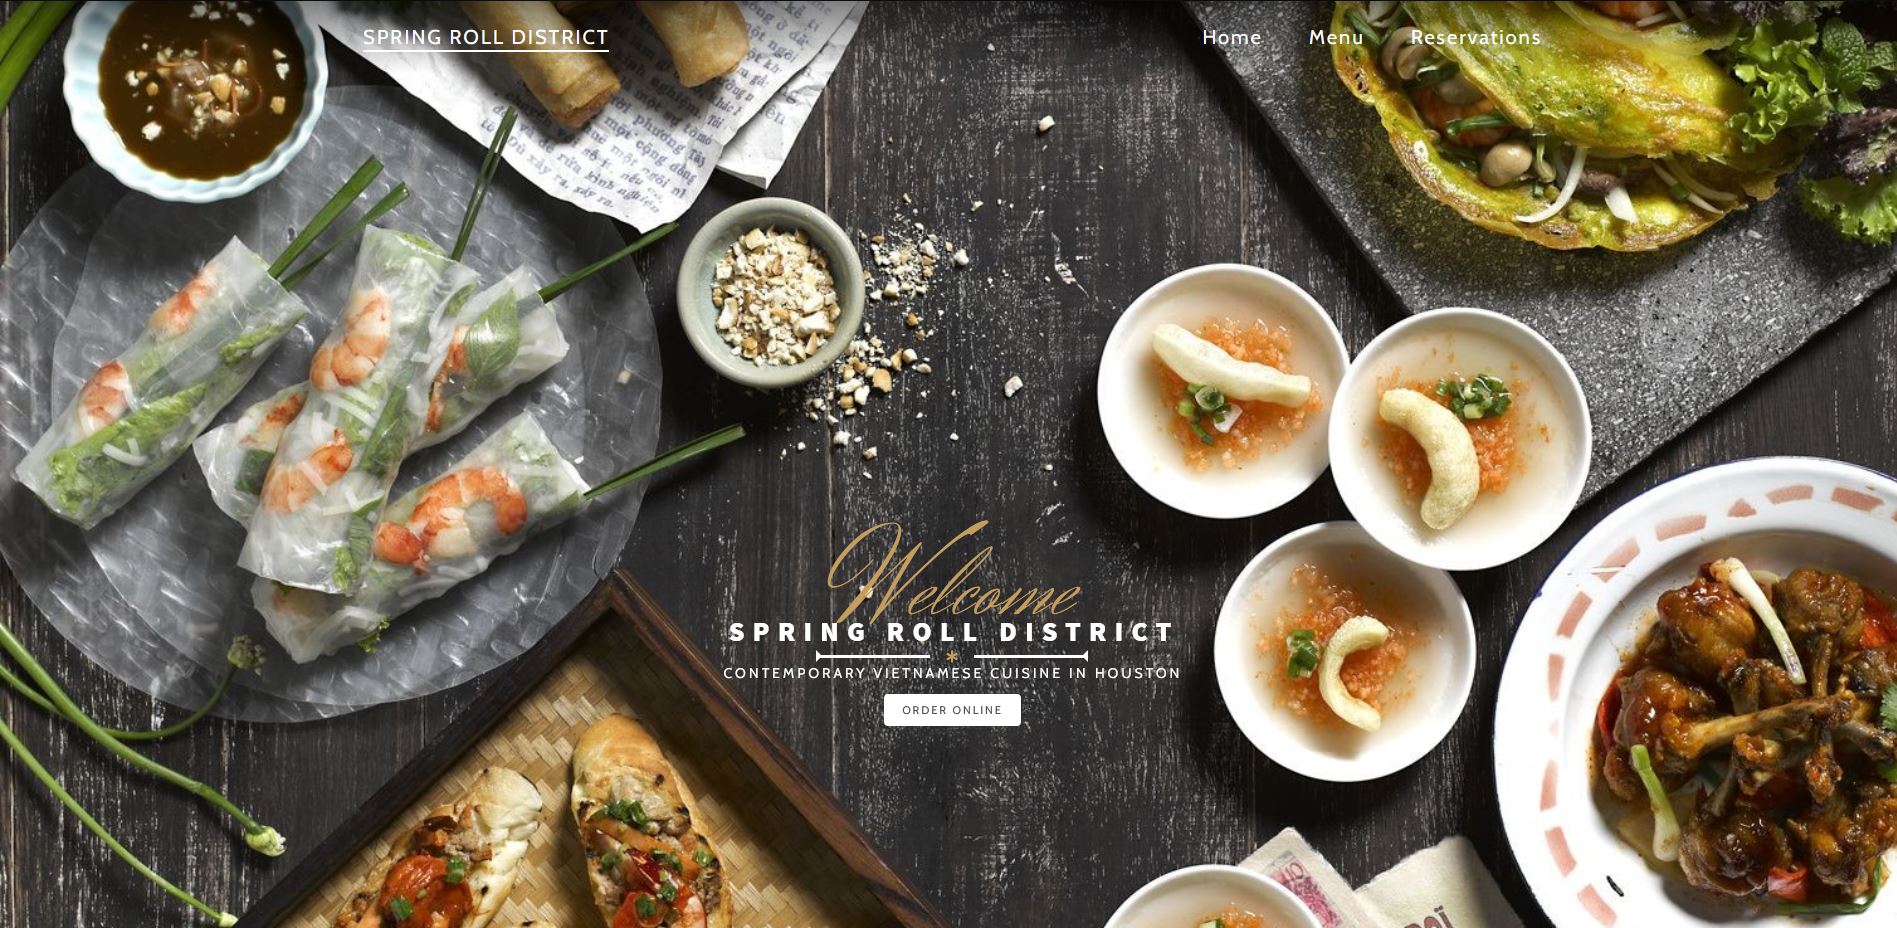 SPRING ROLL DISTRICT
Home Menu Reservations
Welcome
SPRING ROLL DISTRICT
CONTEMPORARY VIETNAMESE CUISINE IN HOUSTON
ORDER ONLINE